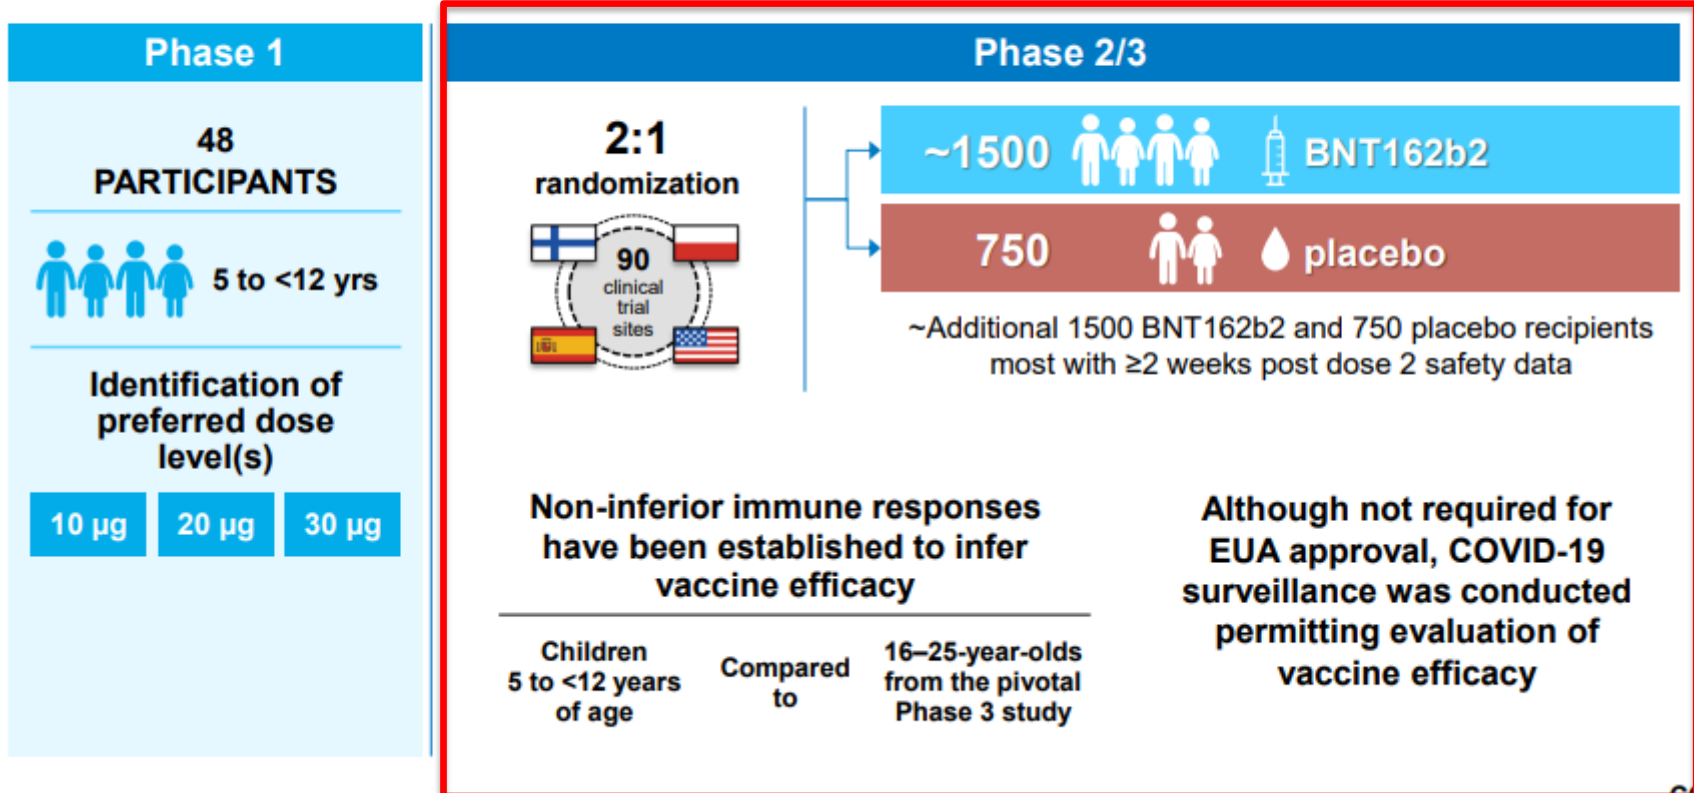 Phase 1
48
PARTICIPANTS
5 to <12 yrs
Identification of
preferred dose
level(s)
10 µg
20 µg
30 µg
Phase 2/3
2:1
randomization
90
clinical
trial
sites
~1500
BNT162b2
750
placebo
~Additional 1500 BNT162b2 and 750 placebo recipients
most with ≥2 weeks post dose 2 safety data
Non-inferior immune responses
have been established to infer
vaccine efficacy
Children
5 to <12 years
of age
Compared
to
16–25-year-olds
from the pivotal
Phase 3 study
Although not required for
EUA approval, COVID-19
surveillance was conducted
permitting evaluation of
vaccine efficacy